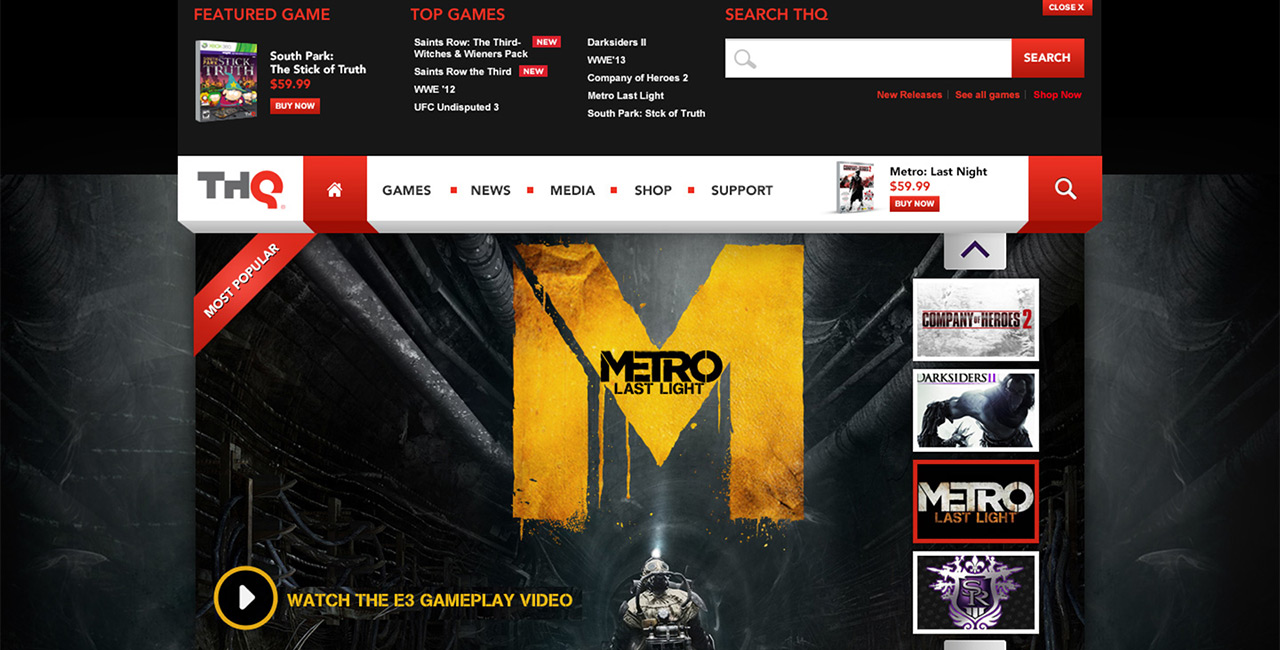 FEATURED GAME
South Park:
The Stick of Truth
$59.99
BUY NOW
TOP GAMES
Saints Row: The Third-
Witches & Wieners Pack
NEW
Saints Row the Third
NEW
WWE '12
UFC Undisputed 3
Darksiders II
WWE'13
Company of Heroes 2
Metro Last Light
South Park: Stck of Truth
SEARCH THQ
CLOSE X
SEARCH
New Releases
See all games
Shop Now
XBOX 360
SOUTH PARK
STICK
TRUTH
THQ
GAMES
NEWS
MEDIA
SHOP
SUPPORT
COMPANY OF HEROES 2
Metro: Last Night
$59.99
BUY NOW
MOST POPULAR
METRO
LAST LIGHT
WATCH THE E3 GAMEPLAY VIDEO
COMPANY OF HEROES 2
DARKSIDERS II
METRO
LAST LIGHT
SR